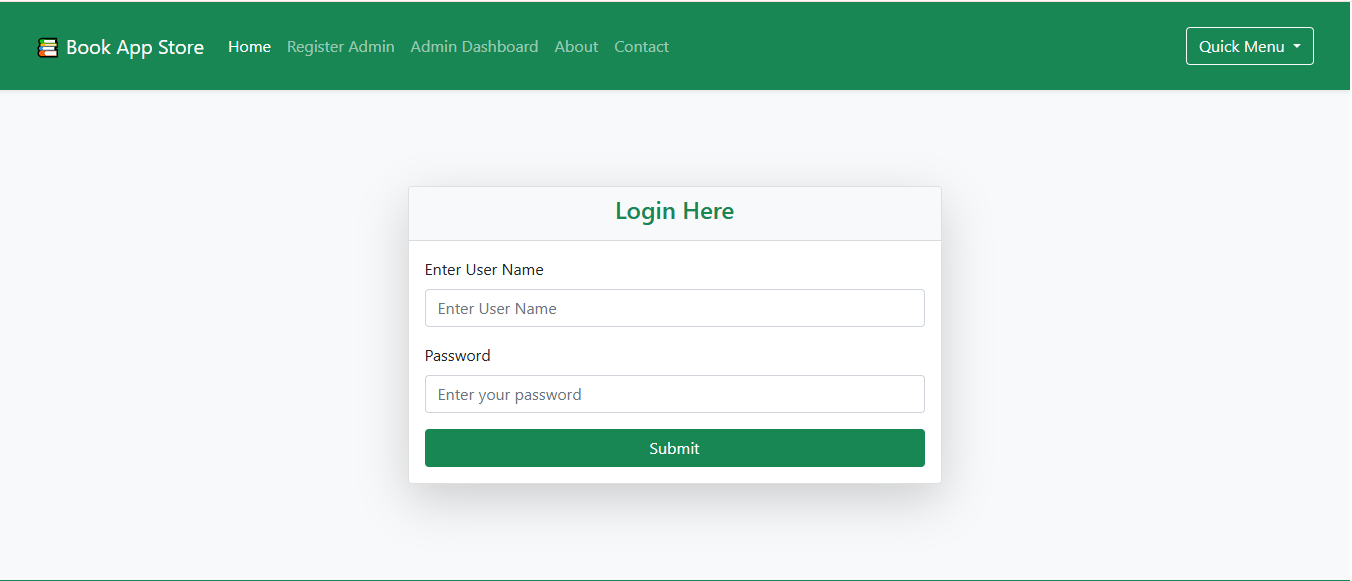 Book App Store Home Register Admin Admin Dashboard About Contact Quick Menu
Login Here
Enter User Name
Enter User Name
Password
Enter your password
Submit